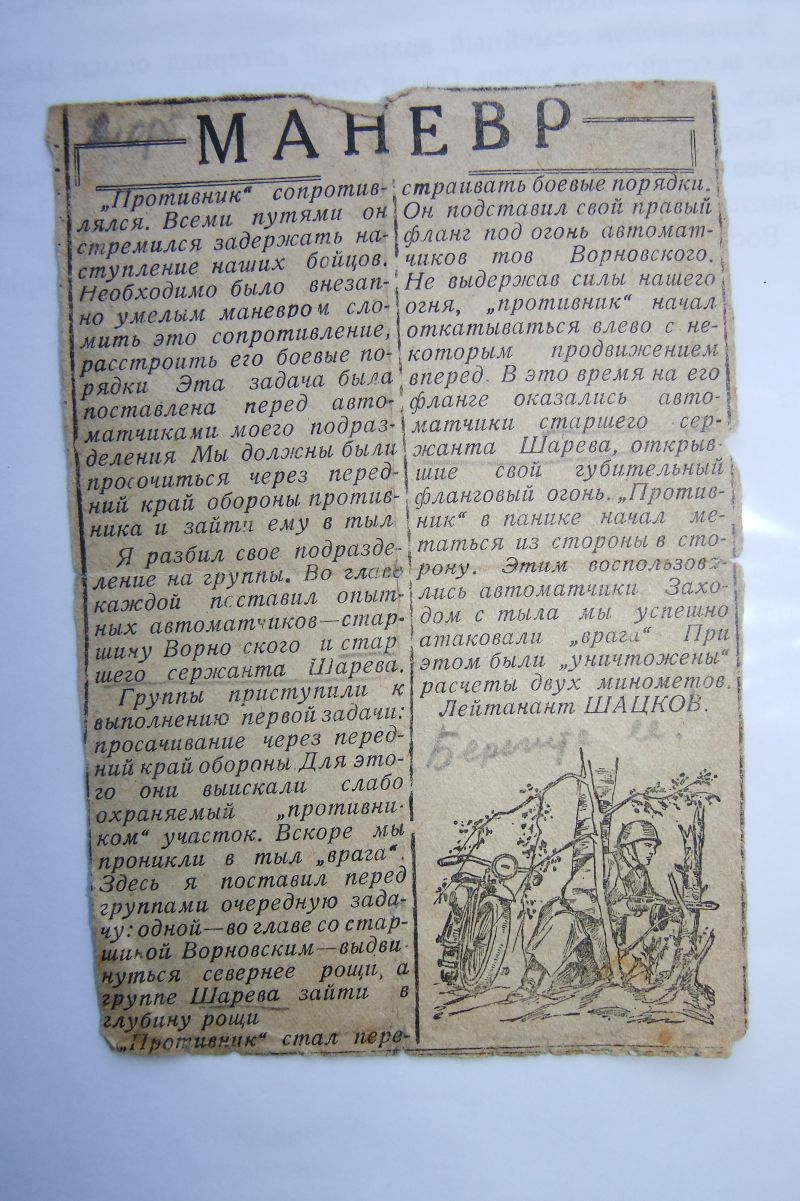 МАНЕВР
„Противник“ сопротив-
лялся. Всеми путями он
стремился задержать на-
ступление наших бойцов.
Необходимо было внезап-
но умелым маневром сло-
мить это сопротивление,
расстроить его боевые по-
рядки Эта задача была
поставлена перед авто-
матчиками моего подраз-
деления Мы должны были
просочиться через перед-
ний край обороны против-
ника и зайти ему в тыл
Я разбил свое подразде-
ление на группы. Во главе
каждой поставил опыт-
ных автоматчиков—стар-
шину Ворно ского и стар
шего сержанта Шарева.
Группы приступили к
выполнению первой задачи:
просачивание через перед-
ний край обороны Для это-
го они выискали слабо
охраняемый „противни-
ком“ участок. Вскоре мы
проникли в тыл „врага“.
Здесь я поставил перед
группами очередную зада-
чу: одной—во главе со стар-
шиной Ворновским—выдви-
нуться севернее рощи, а
группе Шарева зайти в
глубину рощи
„Противник“ стал пере-
страивать боевые порядки.
Он подставил свой правый
фланг под огонь автомат-
чиков тов Ворновского.
Не выдержав силы нашего
огня, „противник“ начал
откатываться влево с не-
которым продвижением
вперед. В это время на его
фланге оказались авто-
матчики старшего сер-
жанта Шарева, открыв-
шие свой губительный
фланговый огонь. „Против-
ник“ в панике начал ме-
таться из стороны в сто-
рону. Этим воспользова-
лись автоматчики Захо-
дом с тыла мы успешно
атаковали „врага“ При
этом были „уничтожены“
расчеты двух минометов.
Лейтанант ШАЦКОВ.
Берегите ее!